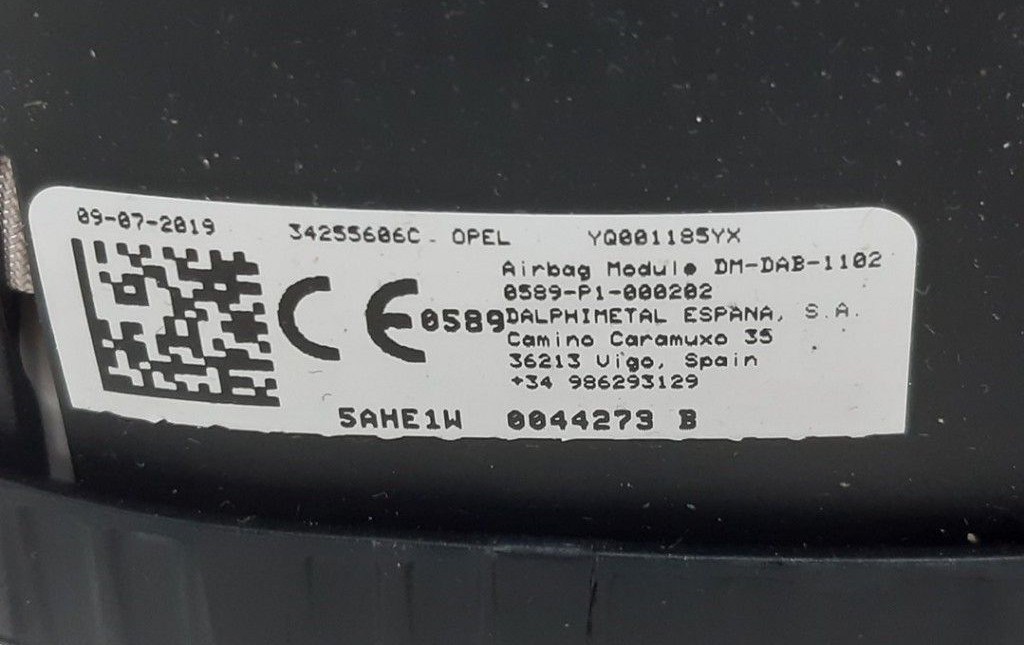 09-07-2019 34255606C - OPEL YQ001185YX
Airbag Module DM-DAB-1102
0589-P1-000202
CE 0589 DALPHIMETAL ESPANA, S.A.
Camino Caramuxo 35
36213 Vigo, Spain
+34 986293129
5AHE1W 0044273 B